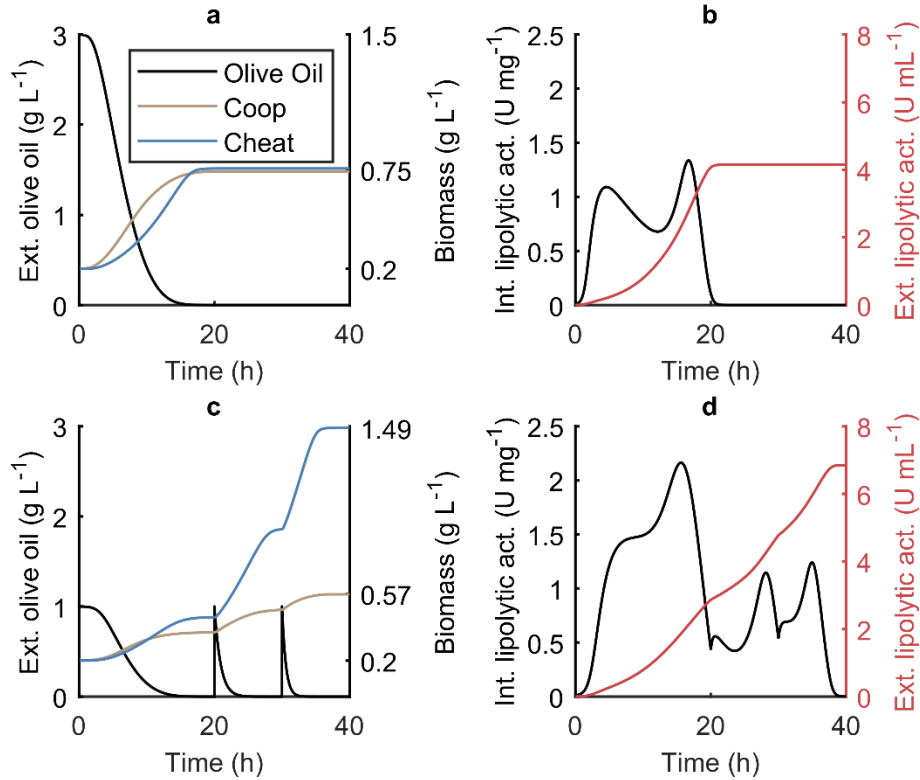 a
Ext. olive oil (g L⁻¹)
3
2
1
0
Olive Oil
Coop
Cheat
1.5
0.75
0.2
Biomass (g L⁻¹)
0 20 40
Time (h)
b
Int. lipolytic act. (U mg⁻¹)
2.5
2
1.5
1
0.5
0
8
6
4
2
0
Ext. lipolytic act. (U mL⁻¹)
0 20 40
Time (h)
c
Ext. olive oil (g L⁻¹)
3
2
1
0
1.49
0.57
0.2
Biomass (g L⁻¹)
0 20 40
Time (h)
d
Int. lipolytic act. (U mg⁻¹)
2.5
2
1.5
1
0.5
0
8
6
4
2
0
Ext. lipolytic act. (U mL⁻¹)
0 20 40
Time (h)